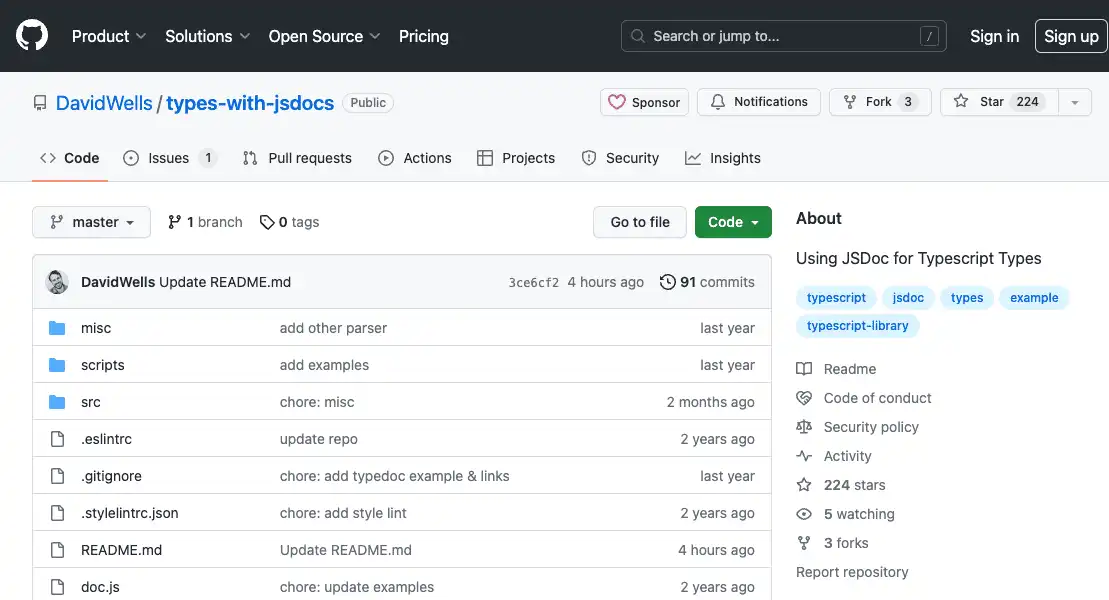 Product Solutions Open Source Pricing Search or jump to... / Sign in Sign up
DavidWells / types-with-jsdocs Public Sponsor Notifications Fork 3 Star 224
Code Issues 1 Pull requests Actions Projects Security Insights
master 1 branch 0 tags Go to file Code
About
Using JSDoc for Typescript Types
typescript jsdoc types example
typescript-library
DavidWells Update README.md 3ce6cf2 4 hours ago 91 commits
misc add other parser last year
scripts add examples last year
src chore: misc 2 months ago
.eslintrc update repo 2 years ago
.gitignore chore: add typedoc example & links last year
.stylelintrc.json chore: add style lint 2 years ago
README.md Update README.md 4 hours ago
doc.js chore: update examples 2 years ago
Readme
Code of conduct
Security policy
Activity
224 stars
5 watching
3 forks
Report repository